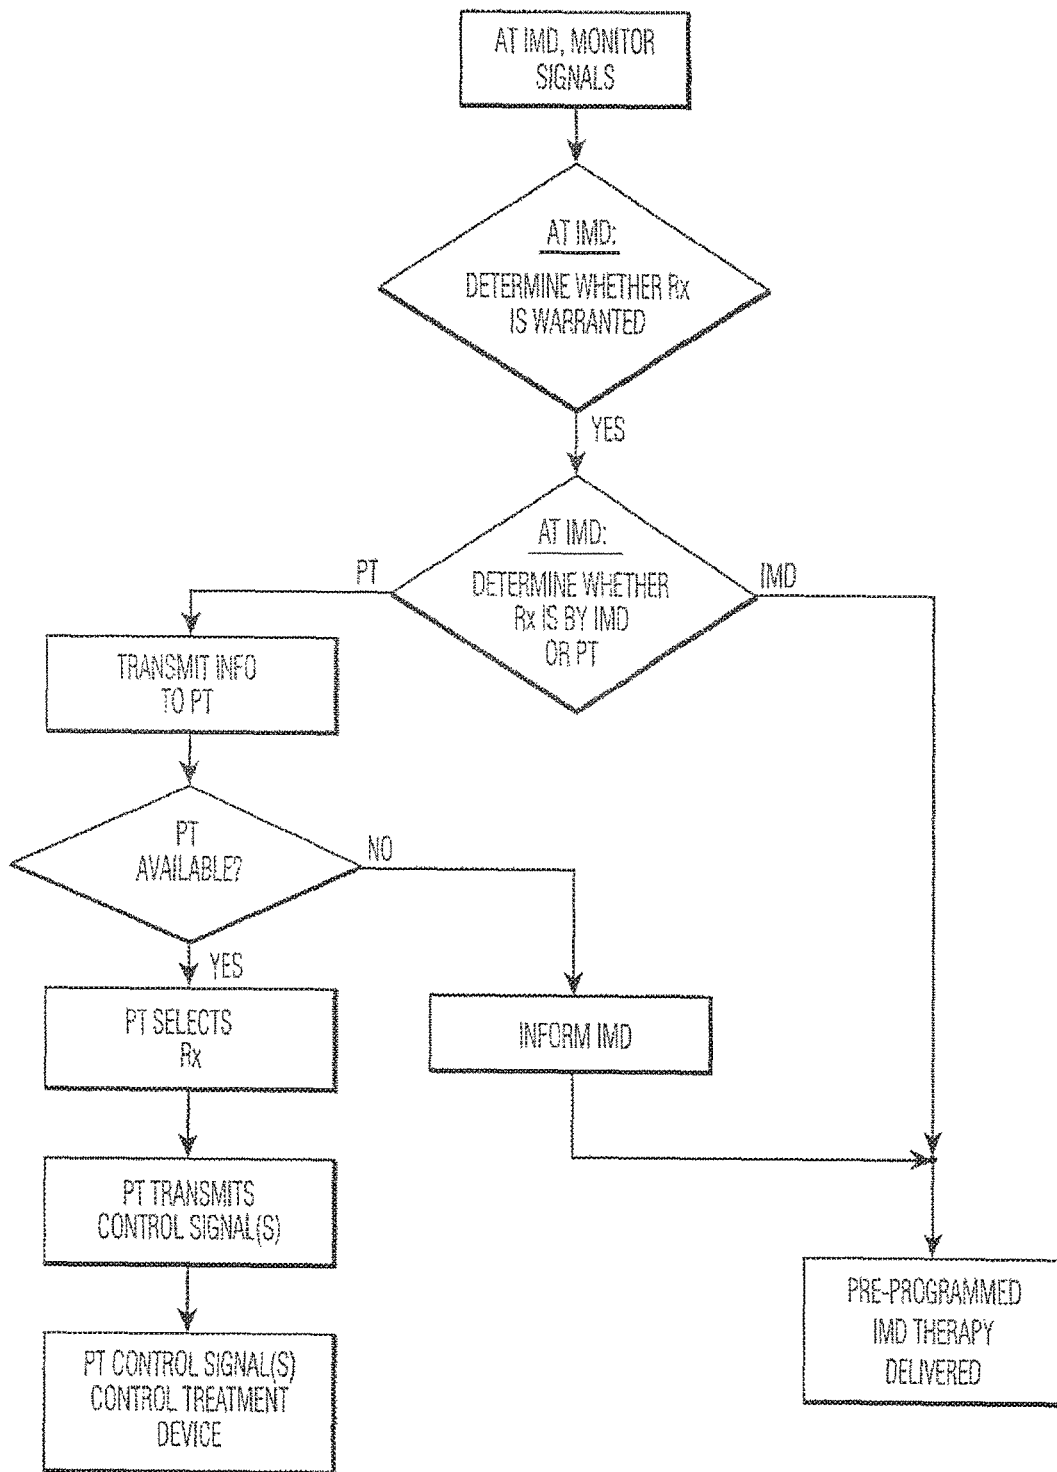 AT IMD, MONITOR
SIGNALS
AT IMD:
DETERMINE WHETHER Rx
IS WARRANTED
YES
AT IMD:
DETERMINE WHETHER
Rx IS BY IMD
OR PT
PT
IMD
TRANSMIT INFO
TO PT
PT
AVAILABLE?
NO
YES
PT SELECTS
Rx
INFORM IMD
PT TRANSMITS
CONTROL SIGNAL(S)
PRE-PROGRAMMED
IMD THERAPY
DELIVERED
PT CONTROL SIGNAL(S)
CONTROL TREATMENT
DEVICE